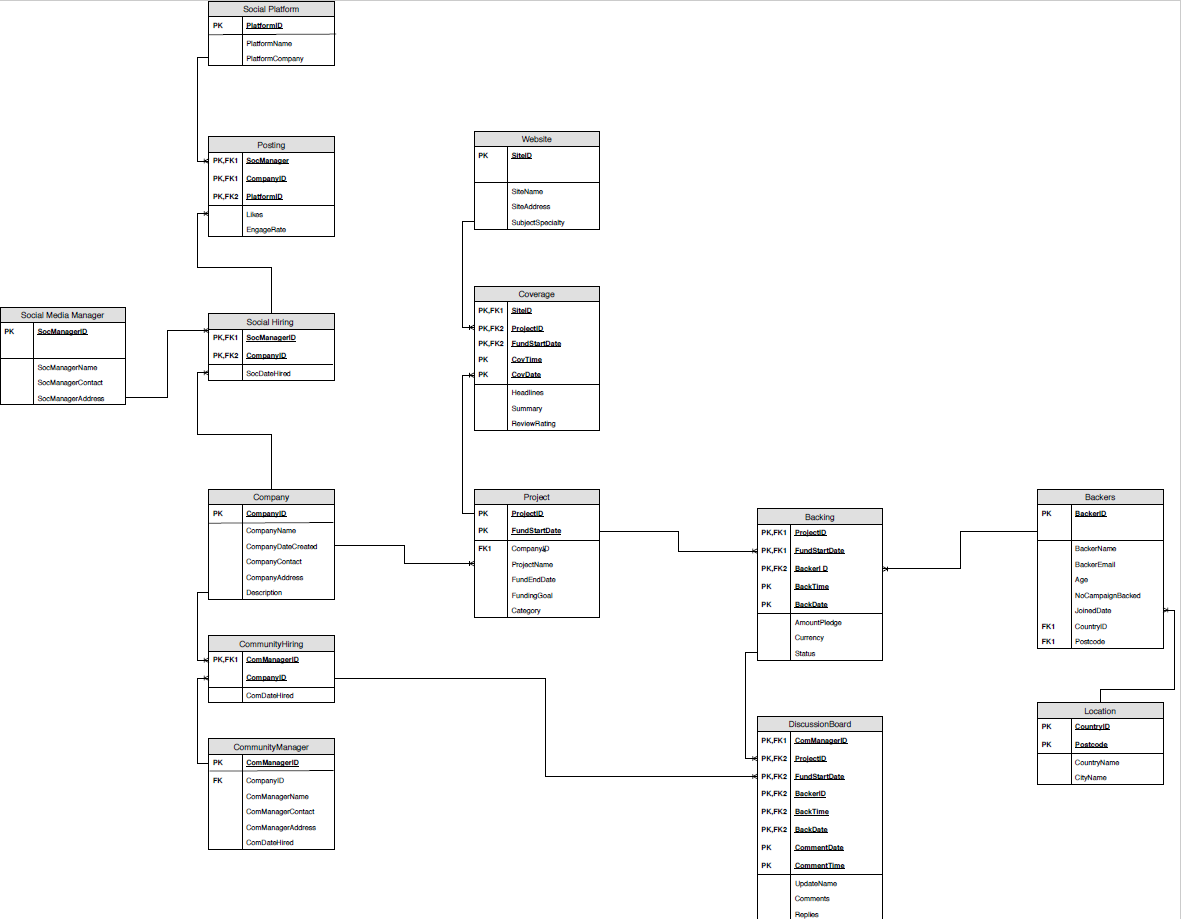 Social Platform
PK PlatformID
PlatformName
PlatformCompany
Posting
PK,FK1 SocManager
PK,FK1 CompanyID
PK,FK2 PlatformID
Likes
EngageRate
Website
PK SiteID
SiteName
SiteAddress
SubjectSpecialty
Social Media Manager
PK SocManagerID
SocManagerName
SocManagerContact
SocManagerAddress
Social Hiring
PK,FK1 SocManagerID
PK,FK2 CompanyID
SocDateHired
Coverage
PK,FK1 SiteID
PK,FK2 ProjectID
PK,FK2 FundStartDate
PK CovTime
PK CovDate
Headlines
Summary
ReviewRating
Company
PK CompanyID
CompanyName
CompanyDateCreated
CompanyContact
CompanyAddress
Description
Project
PK ProjectID
PK FundStartDate
FK1 CompanyID
ProjectName
FundEndDate
FundingGoal
Category
Backing
PK,FK1 ProjectID
PK,FK1 FundStartDate
PK,FK2 BackerID
PK BackTime
PK BackDate
AmountPledge
Currency
Status
Backers
PK BackerID
BackerName
BackerEmail
Age
NoCampaignBacked
JoinedDate
FK1 CountryID
FK1 Postcode
CommunityHiring
PK,FK1 ComManagerID
CompanyID
ComDateHired
CommunityManager
PK ComManagerID
FK CompanyID
ComManagerName
ComManagerContact
ComManagerAddress
ComDateHired
DiscussionBoard
PK,FK1 ComManagerID
PK,FK2 ProjectID
PK,FK2 FundStartDate
PK,FK2 BackerID
PK,FK2 BackTime
PK,FK2 BackDate
PK CommentDate
PK CommentTime
UpdateName
Comments
Replies
Location
PK CountryID
PK Postcode
CountryName
CityName